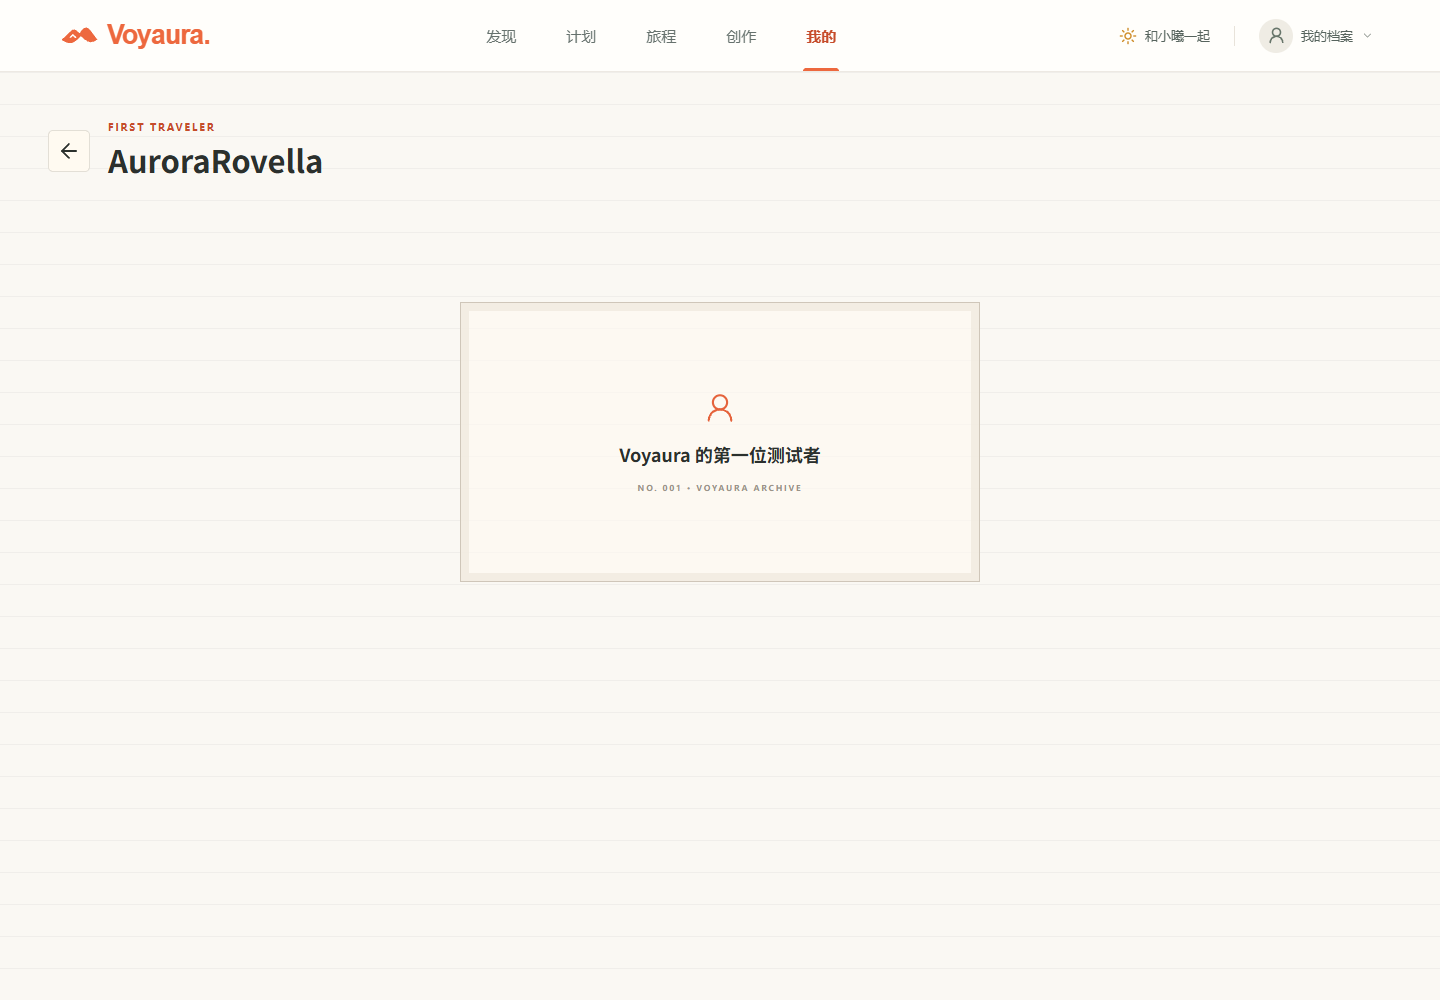 Voyaura.
发现
计划
旅程
创作
我的
和小曦一起
我的档案
FIRST TRAVELER
AuroraRovella
Voyaura 的第一位测试者
NO. 001 • VOYAURA ARCHIVE